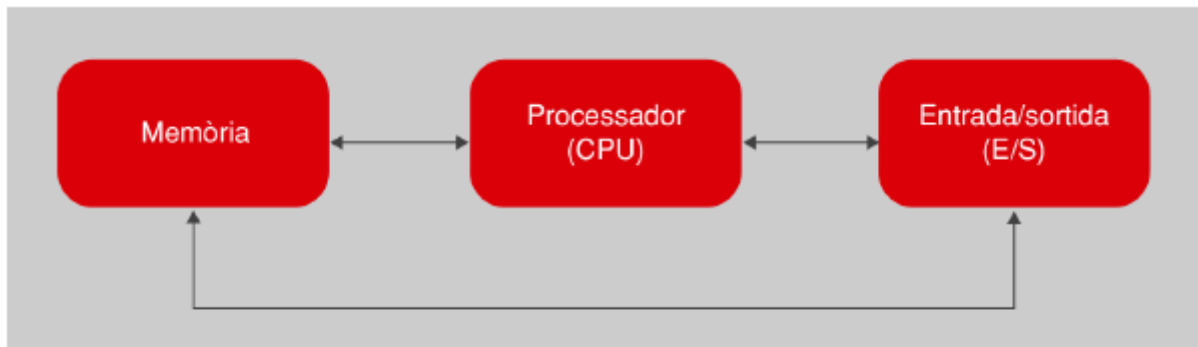 Memòria
Processador
(CPU)
Entrada/sortida
(E/S)